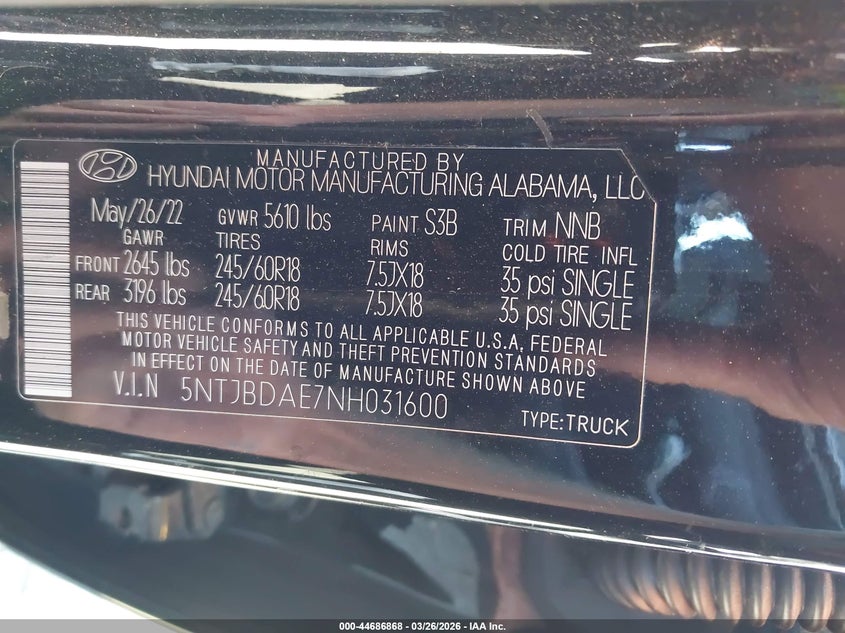 MANUFACTURED BY
HYUNDAI MOTOR MANUFACTURING ALABAMA, LLC
May/26/22 GVWR 5610 lbs PAINT S3B TRIM NNB
GAWR TIRES RIMS COLD TIRE INFL
FRONT 2645 lbs 245/60R18 7.5JX18 35 psi SINGLE
REAR 3196 lbs 245/60R18 7.5JX18 35 psi SINGLE
THIS VEHICLE CONFORMS TO ALL APPLICABLE U.S.A, FEDERAL
MOTOR VEHICLE SAFETY AND THEFT PREVENTION STANDARDS
IN EFFECT ON THE DATE OF MANUFACTURE SHOWN ABOVE
V.I.N 5NTJBDAE7NH031600
TYPE:TRUCK
000-44686868 - 03/26/2026 - IAA Inc.